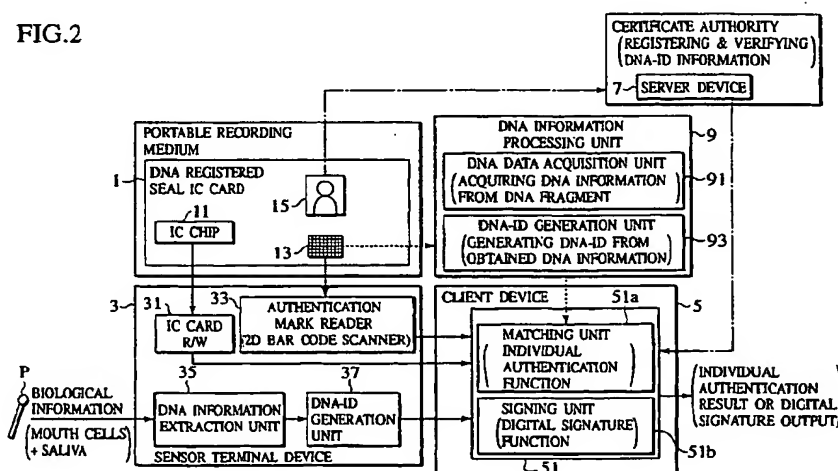 FIG.2
CERTIFICATE AUTHORITY
(REGISTERING & VERIFYING
DNA-ID INFORMATION)
7
SERVER DEVICE
PORTABLE RECORDING
MEDIUM
1
DNA REGISTERED
SEAL IC CARD
15
11
IC CHIP
13
DNA INFORMATION
PROCESSING UNIT
9
DNA DATA ACQUISITION UNIT
(ACQUIRING DNA INFORMATION
FROM DNA FRAGMENT)
91
DNA-ID GENERATION UNIT
(GENERATING DNA-ID FROM
OBTAINED DNA INFORMATION)
93
3
31
IC CARD
R/W
33
AUTHENTICATION
MARK READER
(2D BAR CODE SCANNER)
CLIENT DEVICE
51a
5
MATCHING UNIT
(INDIVIDUAL
AUTHENTICATION
FUNCTION)
P
BIOLOGICAL
INFORMATION
(MOUTH CELLS
+ SALIVA)
35
DNA INFORMATION
EXTRACTION UNIT
37
DNA-ID
GENERATION
UNIT
SENSOR TERMINAL DEVICE
SIGNING UNIT
(DIGITAL SIGNATURE
FUNCTION)
51b
51
(INDIVIDUAL
AUTHENTICATION
RESULT OR DIGITAL
SIGNATURE OUTPUT)